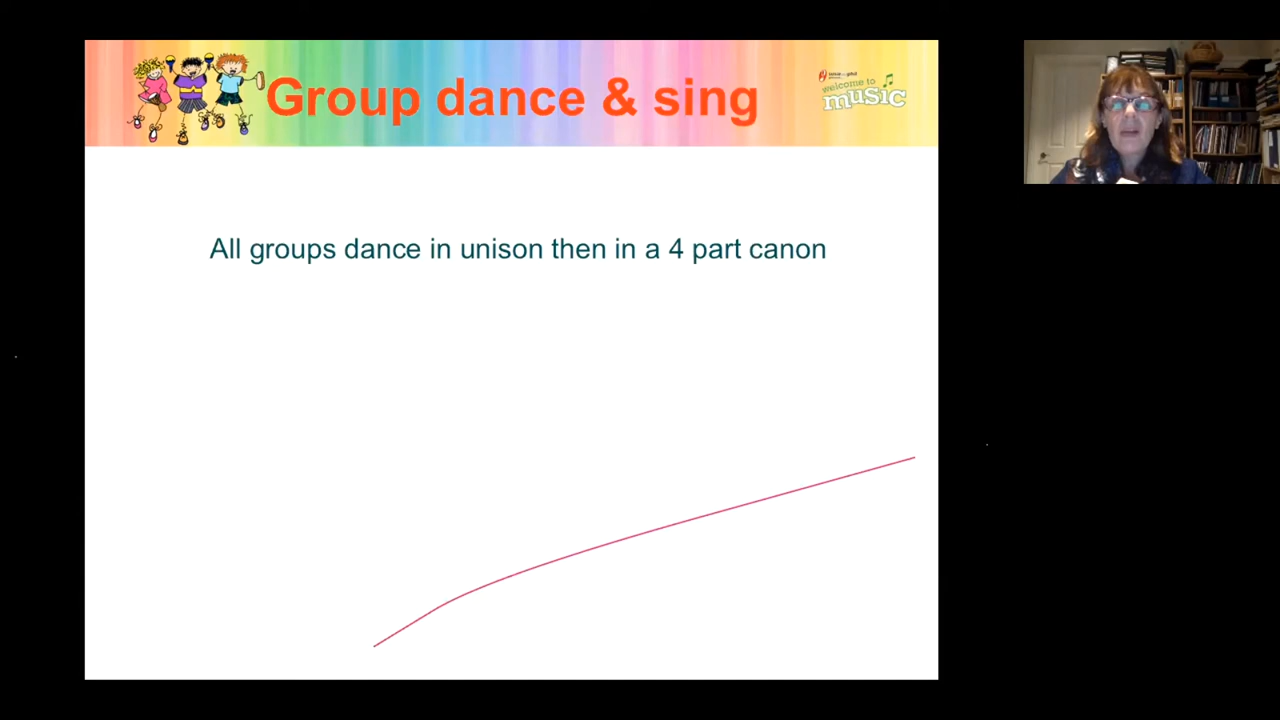 Group dance & sing
welcome to
music
All groups dance in unison then in a 4 part canon